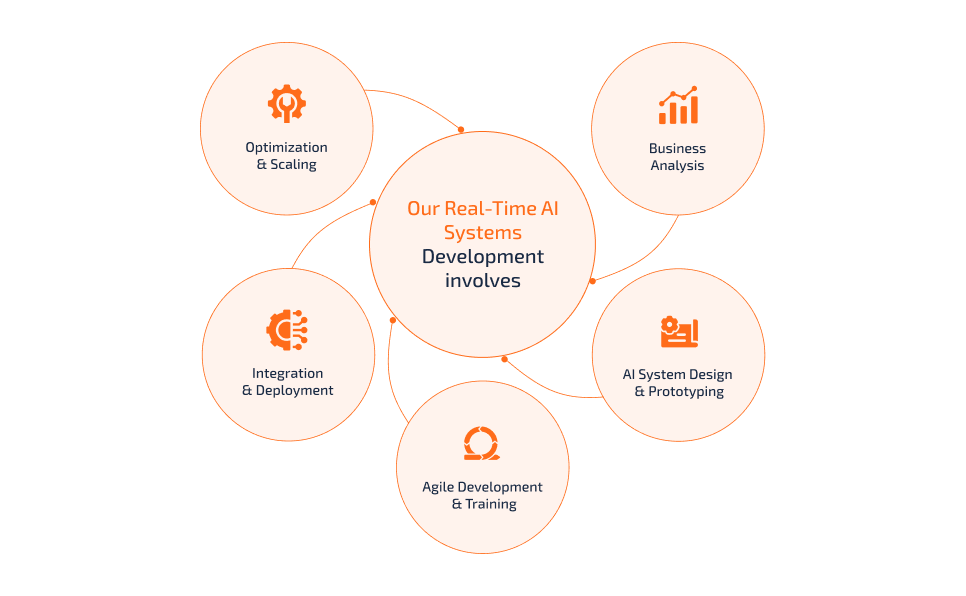 Our Real-Time AI
Systems
Development
involves
Business
Analysis
AI System Design
& Prototyping
Agile Development
& Training
Integration
& Deployment
Optimization
& Scaling